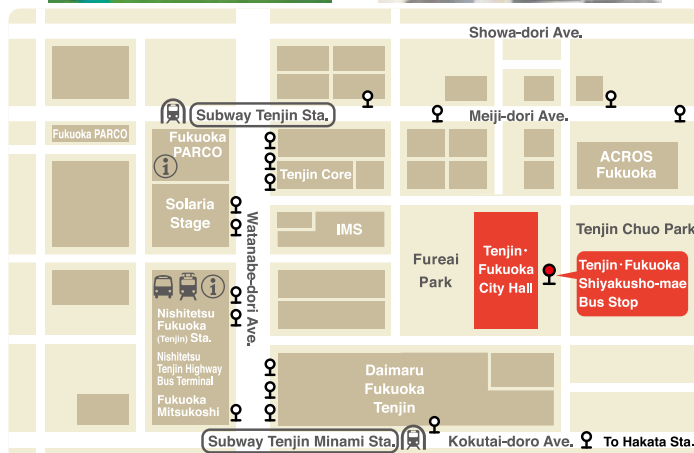 Showa-dori Ave.
Subway Tenjin Sta.
Meiji-dori Ave.
Fukuoka PARCO
Fukuoka
PARCO
Tenjin Core
ACROS
Fukuoka
Solaria
Stage
Watanabe-dori Ave.
IMS
Fureai
Park
Tenjin·
Fukuoka
City Hall
Tenjin Chuo Park
Tenjin·Fukuoka
Shiyakusho-mae
Bus Stop
Nishitetsu
Fukuoka
(Tenjin) Sta.
Nishitetsu
Tenjin Highway
Bus Terminal
Fukuoka
Mitsukoshi
Daimaru
Fukuoka
Tenjin
Subway Tenjin Minami Sta.
Kokutai-doro Ave.
To Hakata Sta.